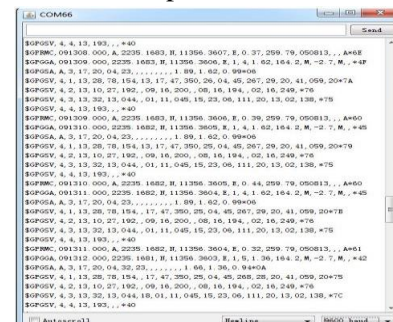 COM66
Send
$GPGSV,4,4,13,193,,,*40
$GPRMC,091308.000,A,2235.1683,N,11356.3607,E,0.37,259.79,050813,,,A*6E
$GPGGA,091309.000,2235.1683,N,11356.3606,E,1,4,1.62,164.2,M,-2.7,M,,*4F
$GPGSA,A,3,17,20,04,23,,,,,,,,,1.89,1.62,0.99*06
$GPGSV,4,1,13,28,78,154,13,17,47,350,26,04,45,265,29,20,41,059,20*7A
$GPGSV,4,2,13,10,27,192,,09,16,200,,08,16,194,,02,16,249,*76
$GPGSV,4,3,13,32,13,044,,01,11,045,15,23,06,111,20,13,02,138,*75
$GPGSV,4,4,13,193,,,*40
$GPRMC,091309.000,A,2235.1683,N,11356.3606,E,0.39,259.79,050813,,,A*60
$GPGGA,091310.000,2235.1682,N,11356.3605,E,1,4,1.62,164.2,M,-2.7,M,,*45
$GPGSA,A,3,17,20,04,23,,,,,,,,,1.89,1.62,0.99*06
$GPGSV,4,1,13,28,78,154,13,17,47,350,25,04,45,267,29,20,41,059,20*79
$GPGSV,4,2,13,10,27,192,,09,16,200,,08,16,194,,02,16,249,*76
$GPGSV,4,3,13,32,13,044,,01,11,045,15,23,06,111,20,13,02,138,*75
$GPGSV,4,4,13,193,,,*40
$GPRMC,091310.000,A,2235.1682,N,11356.3605,E,0.44,259.79,050813,,,A*60
$GPGGA,091311.000,2235.1682,N,11356.3604,E,1,4,1.62,164.2,M,-2.7,M,,*45
$GPGSA,A,3,17,20,04,23,,,,,,,,,1.89,1.62,0.99*06
$GPGSV,4,1,13,28,78,154,,17,47,350,25,04,45,267,29,20,41,059,20*7B
$GPGSV,4,2,13,10,27,192,,09,16,200,,08,16,194,,02,16,249,*76
$GPGSV,4,3,13,32,13,044,,01,11,045,15,23,06,111,20,13,02,138,*75
$GPGSV,4,4,13,193,,,*40
$GPRMC,091311.000,A,2235.1682,N,11356.3604,E,0.32,259.79,050813,,,A*61
$GPGGA,091312.000,2235.1681,N,11356.3603,E,1,5,1.36,164.2,M,-2.7,M,,*42
$GPGSA,A,3,17,20,04,32,23,,,,,,,,1.66,1.36,0.94*0A
$GPGSV,4,1,13,28,78,154,,17,47,350,25,04,45,268,28,20,41,059,20*75
$GPGSV,4,2,13,10,27,192,,09,16,200,,08,16,194,,02,16,249,*76
$GPGSV,4,3,13,32,13,044,18,01,11,045,15,23,06,111,20,13,02,138,*7C
$GPGSV,4,4,13,193,,,*40
Autoscroll
Newline
9600 baud